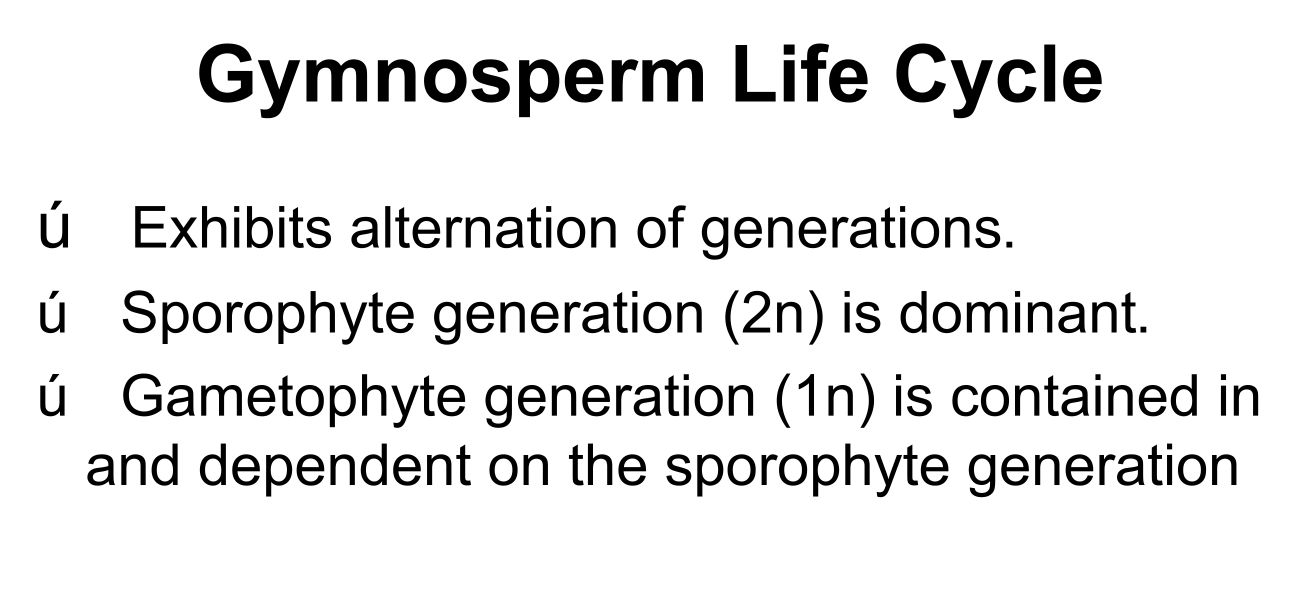 Gymnosperm Life Cycle
ú Exhibits alternation of generations.
ú Sporophyte generation (2n) is dominant.
ú Gametophyte generation (1n) is contained in
and dependent on the sporophyte generation